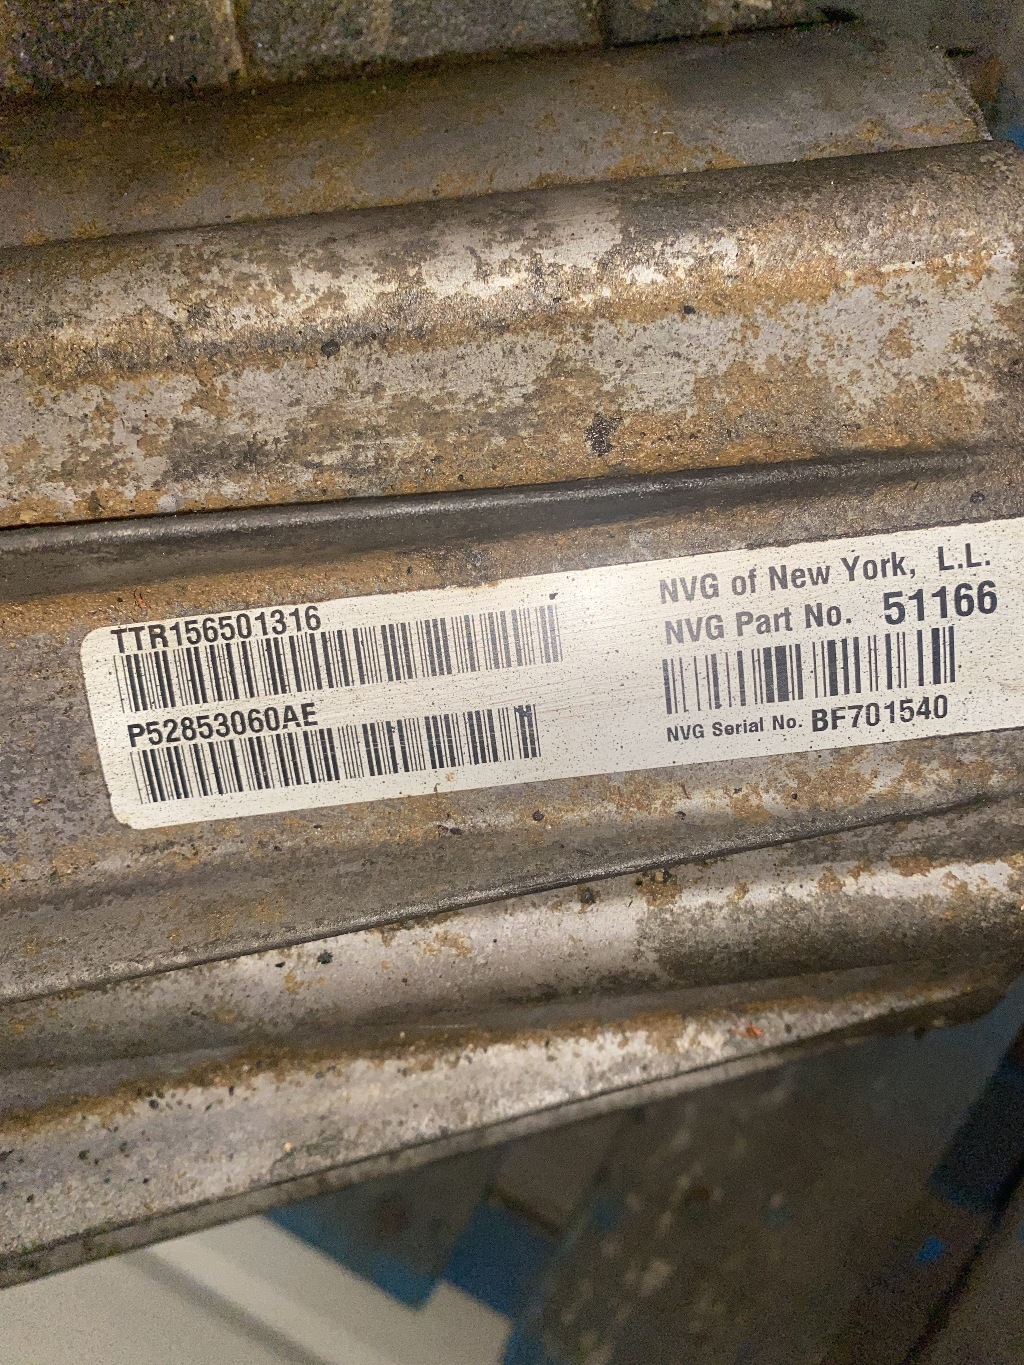 TTR156501316
P52853060AE
NVG of New York, L.L.
NVG Part No. 51166
NVG Serial No. BF701540